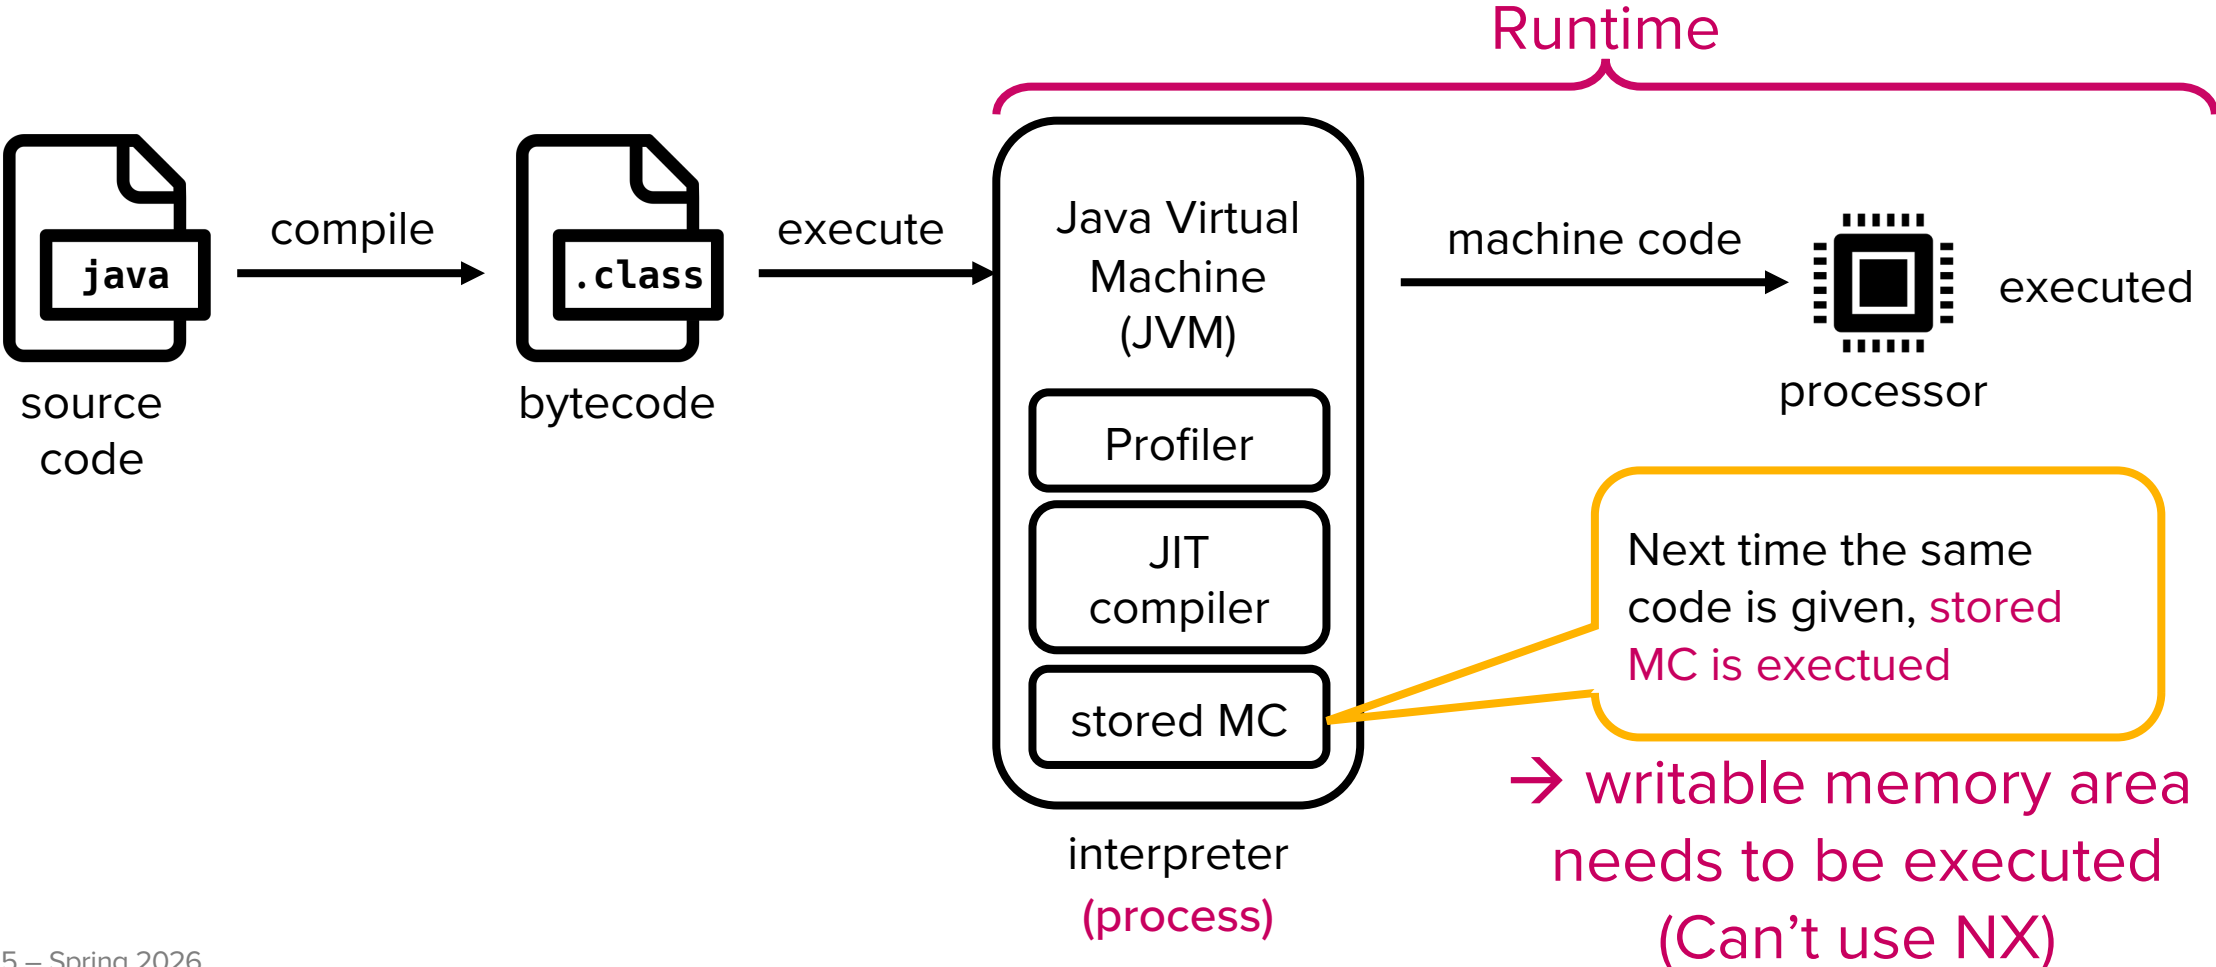 Runtime
java
compile
.class
execute
Java Virtual
Machine
(JVM)
machine code
executed
source
code
bytecode
processor
Profiler
JIT
compiler
stored MC
Next time the same
code is given, stored
MC is exectued
→ writable memory area
needs to be executed
(Can't use NX)
interpreter
(process)
5 – Spring 2026